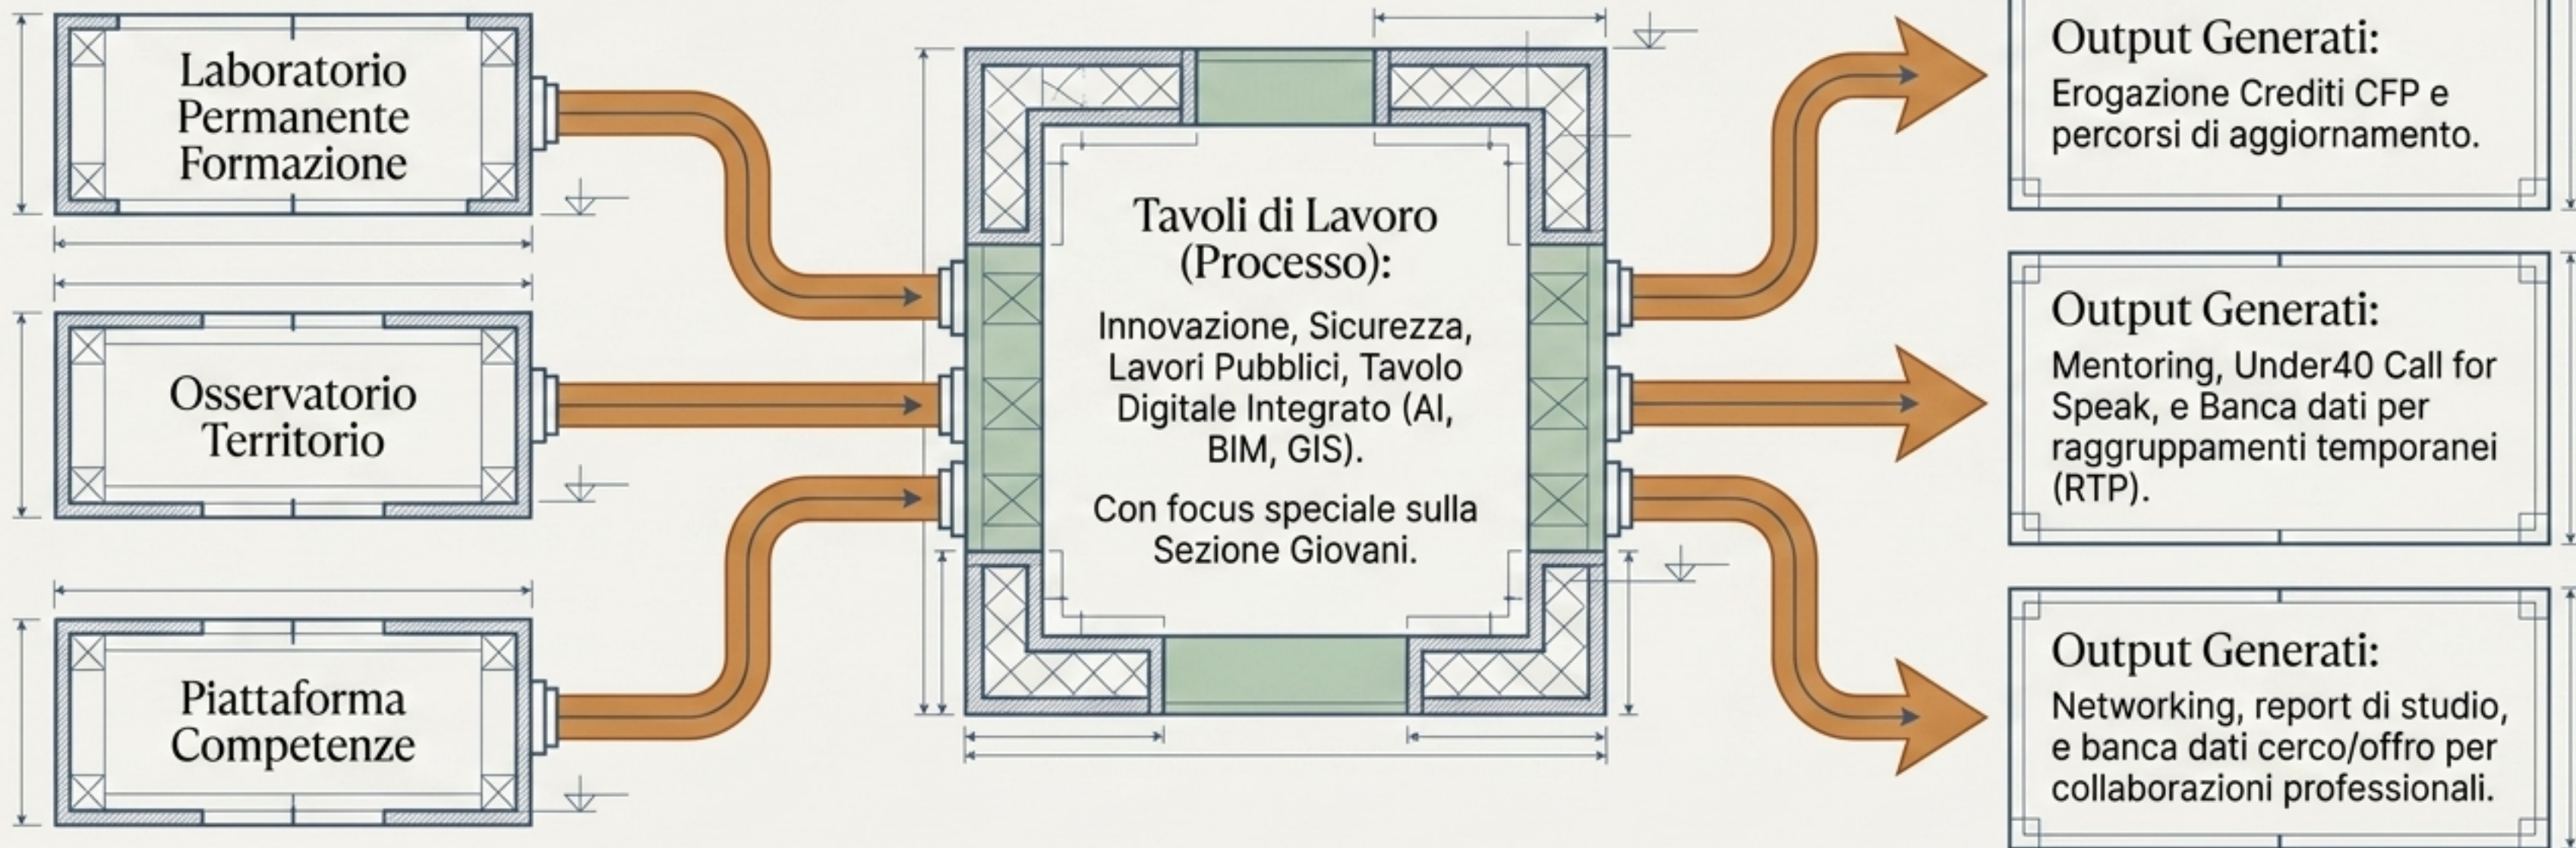 Laboratorio
Permanente
Formazione
Osservatorio
Territorio
Piattaforma
Competenze
Tavoli di Lavoro
(Processo):
Innovazione, Sicurezza,
Lavori Pubblici, Tavolo
Digitale Integrato (AI,
BIM, GIS).
Con focus speciale sulla
Sezione Giovani.
Output Generati:
Erogazione Crediti CFP e
percorsi di aggiornamento.
Output Generati:
Mentoring, Under40 Call for
Speak, e Banca dati per
raggruppamenti temporanei
(RTP).
Output Generati:
Networking, report di studio,
e banca dati cerco/offro per
collaborazioni professionali.